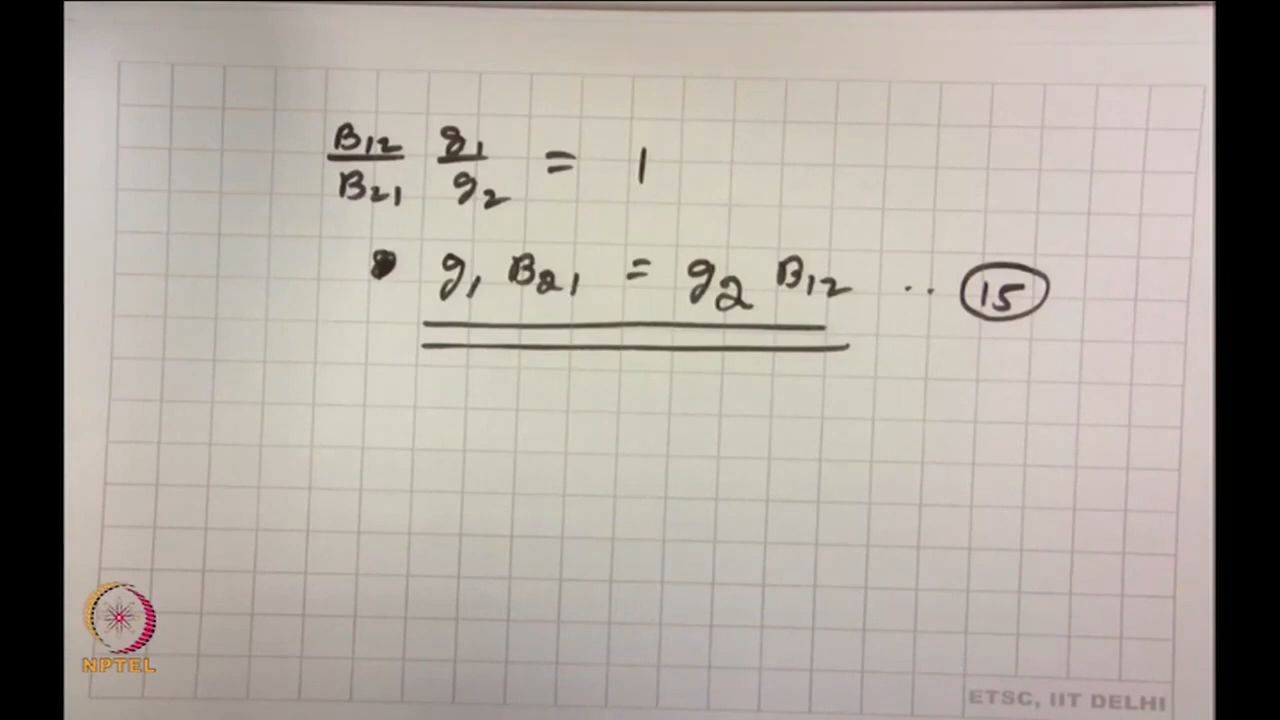 B₁₂/B₂₁ g₁/g₂ = 1
g₁ B₂₁ = g₂ B₁₂ .. 15
NPTEL
ETSC, IIT DELHI